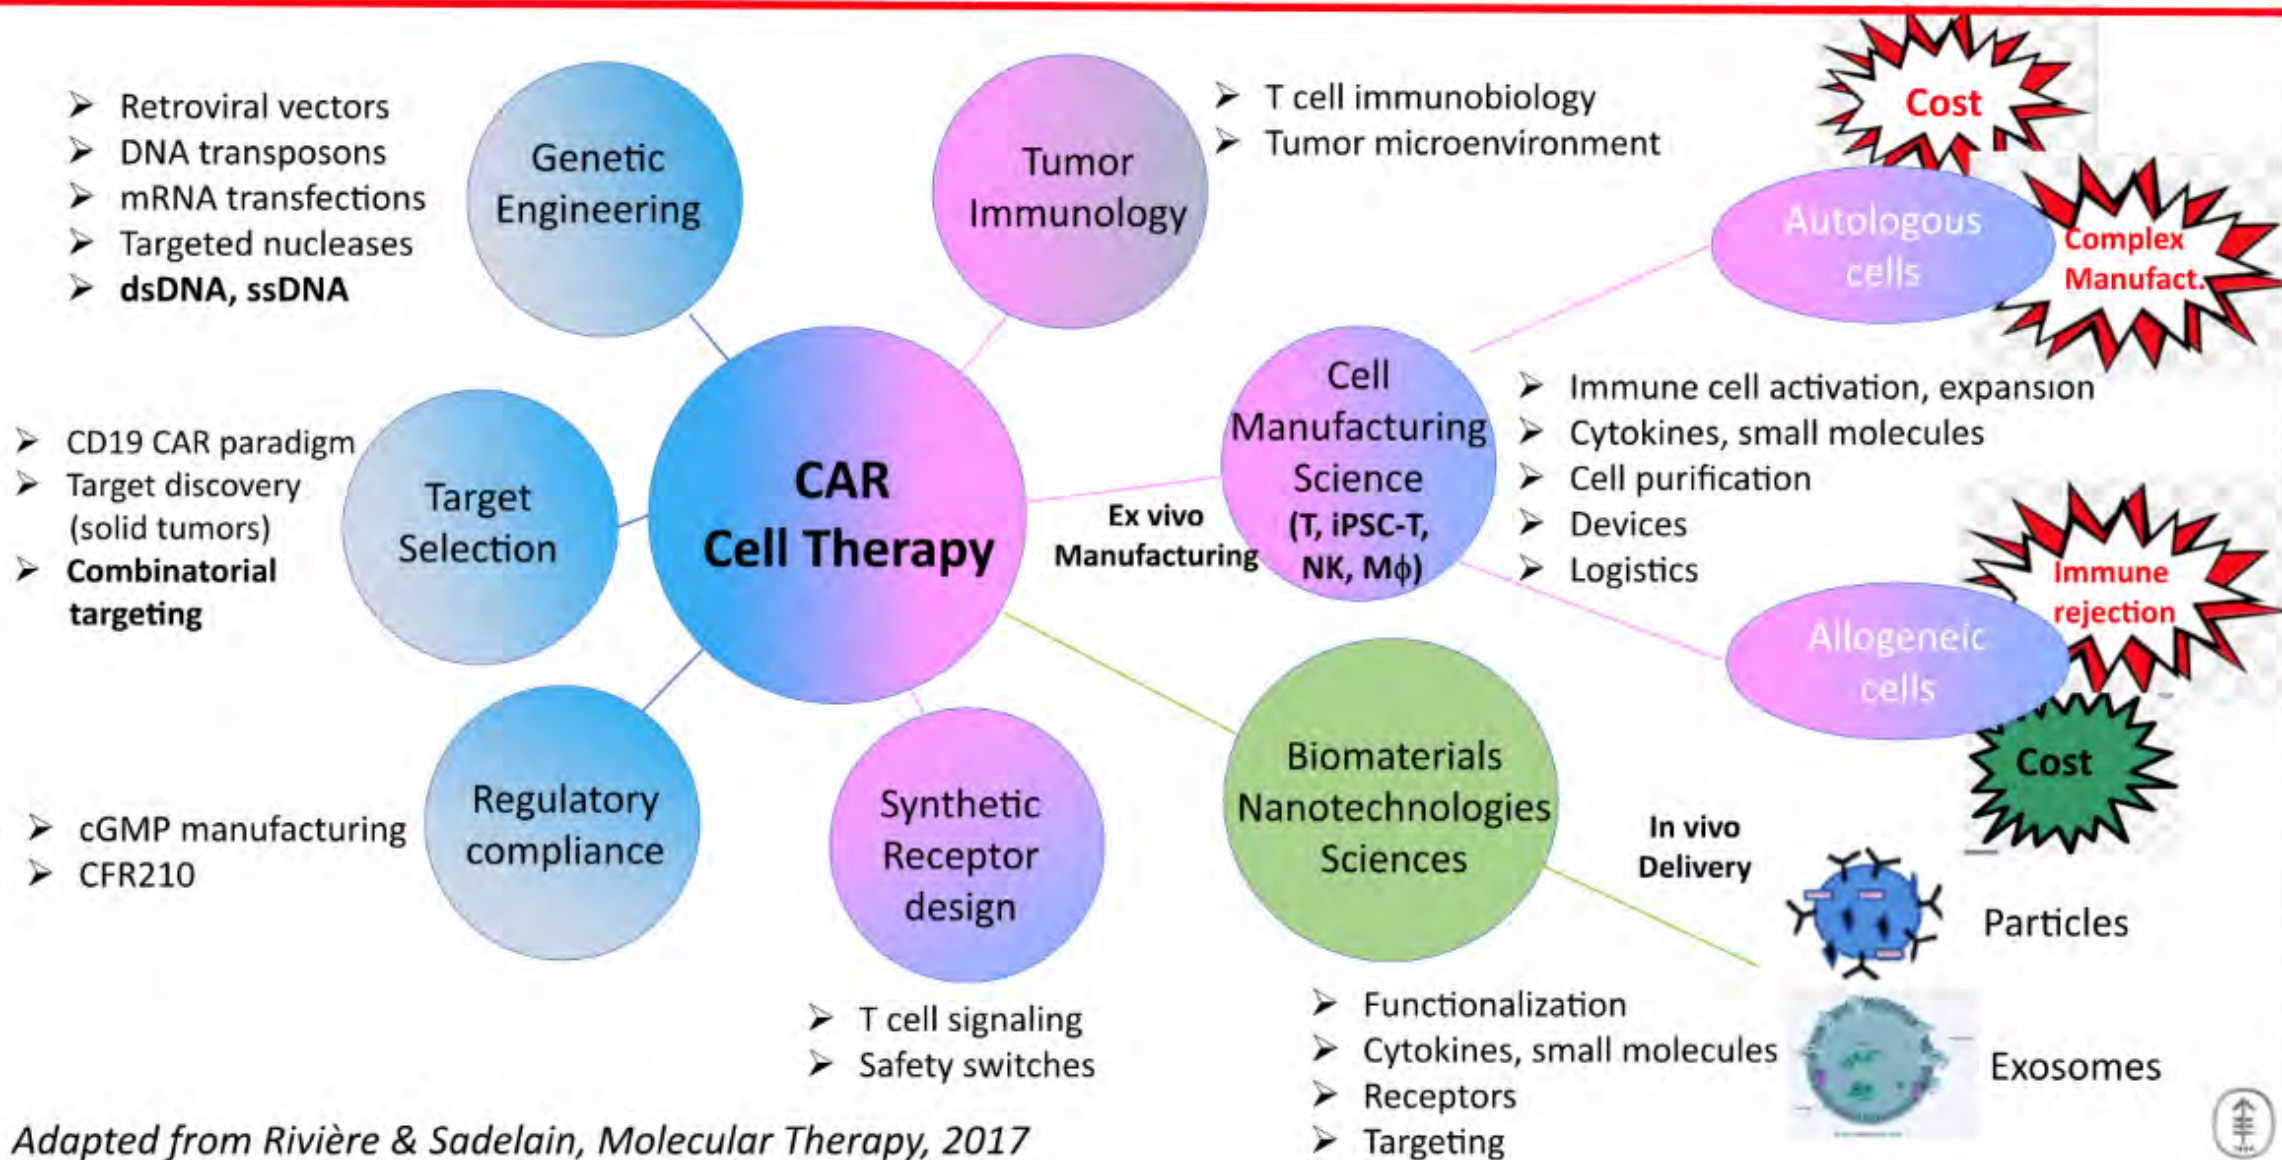 ➢ Retroviral vectors
➢ DNA transposons
➢ mRNA transfections
➢ Targeted nucleases
➢ dsDNA, ssDNA
Genetic
Engineering
Tumor
Immunology
➢ T cell immunobiology
➢ Tumor microenvironment
Cost
Autologous
cells
Complex
Manufact.
➢ CD19 CAR paradigm
➢ Target discovery
(solid tumors)
➢ Combinatorial
targeting
Target
Selection
CAR
Cell Therapy
Ex vivo
Manufacturing
Cell
Manufacturing
Science
(T, iPSC-T,
NK, Mϕ)
➢ Immune cell activation, expansion
➢ Cytokines, small molecules
➢ Cell purification
➢ Devices
➢ Logistics
Immune
rejection
Allogeneic
cells
Cost
➢ cGMP manufacturing
➢ CFR210
Regulatory
compliance
Synthetic
Receptor
design
➢ T cell signaling
➢ Safety switches
Biomaterials
Nanotechnologies
Sciences
In vivo
Delivery
Particles
Exosomes
➢ Functionalization
➢ Cytokines, small molecules
➢ Receptors
➢ Targeting
Adapted from Rivière & Sadelain, Molecular Therapy, 2017